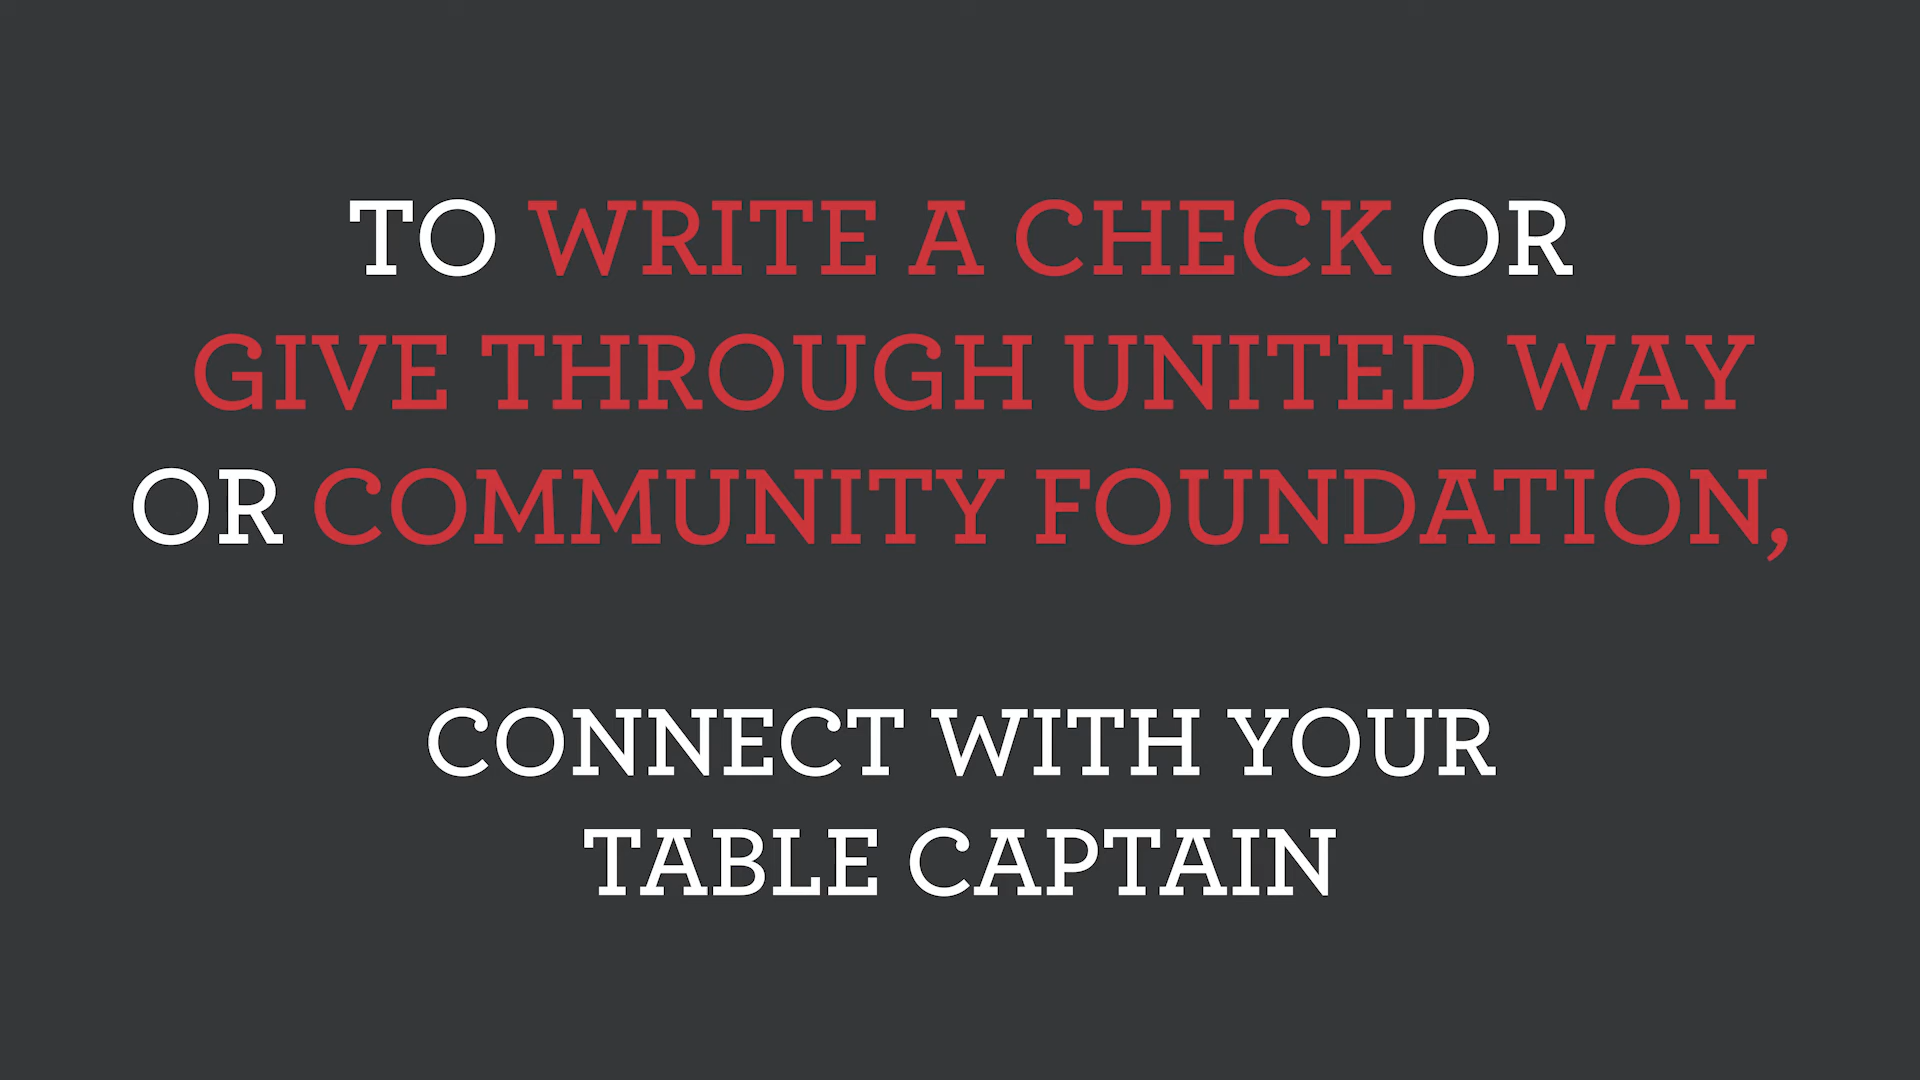 TO WRITE A CHECK OR
GIVE THROUGH UNITED WAY
OR COMMUNITY FOUNDATION,
CONNECT WITH YOUR
TABLE CAPTAIN